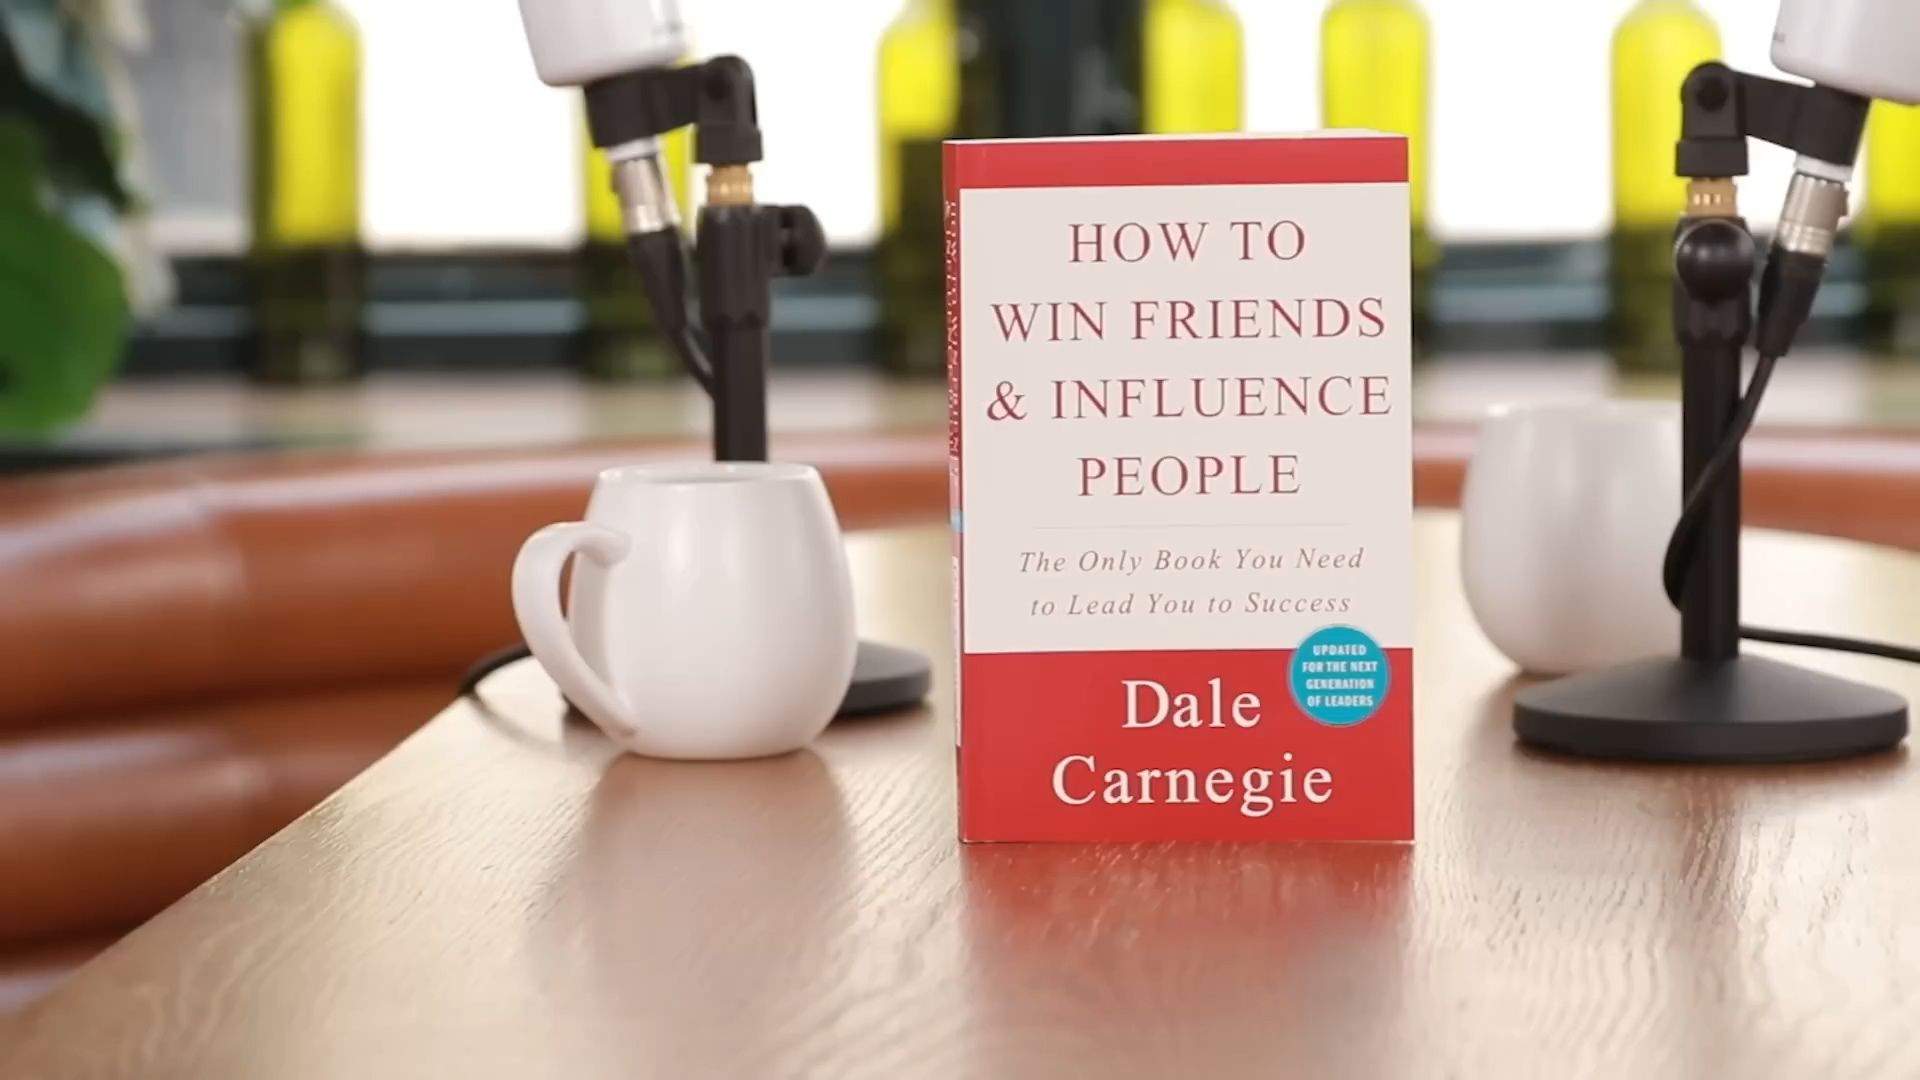 HOW TO
WIN FRIENDS
& INFLUENCE
PEOPLE
The Only Book You Need
to Lead You to Success
UPDATED
FOR THE NEXT
GENERATION
OF LEADERS
Dale
Carnegie